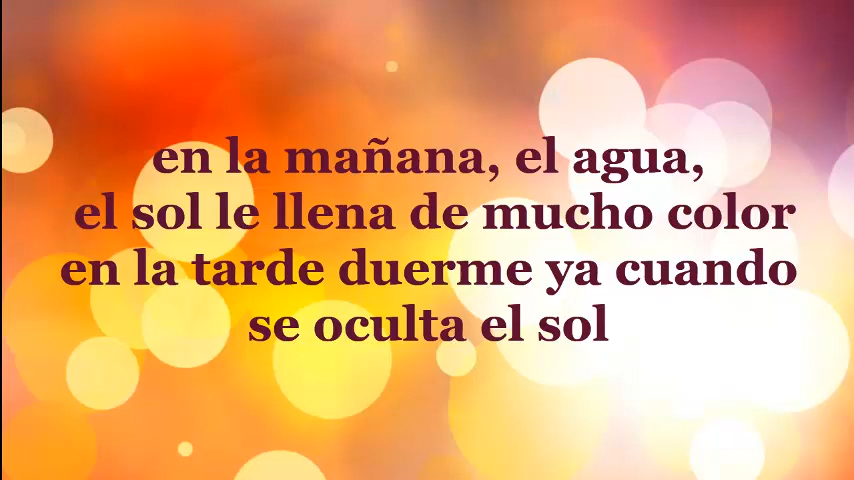 en la mañana, el agua,
el sol le llena de mucho color
en la tarde duerme ya cuando
se oculta el sol